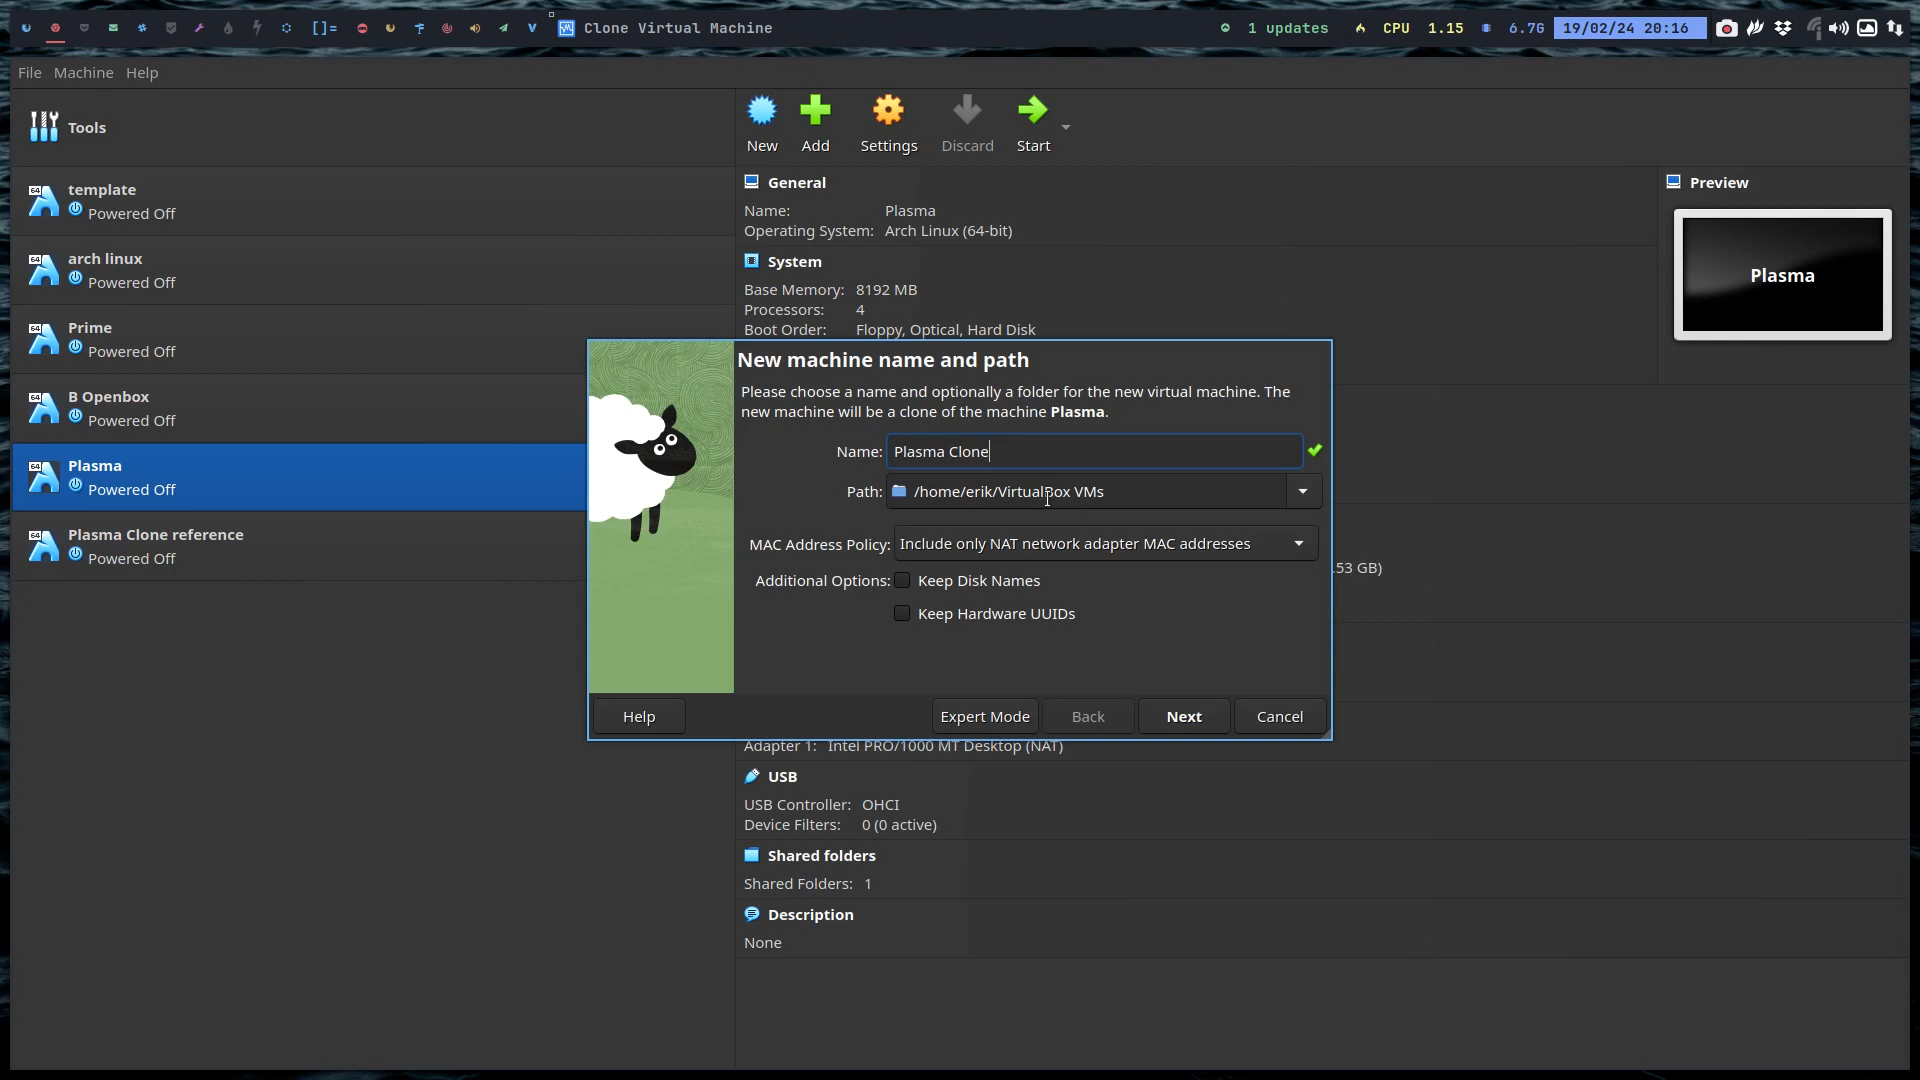 []= Clone Virtual Machine 1 updates CPU 1.15 6.7G 19/02/24 20:16
File Machine Help
Tools
64 template
Powered Off
64 arch linux
Powered Off
64 Prime
Powered Off
64 B Openbox
Powered Off
64 Plasma
Powered Off
64 Plasma Clone reference
Powered Off
New Add Settings Discard Start
General
Name: Plasma
Operating System: Arch Linux (64-bit)
System
Base Memory: 8192 MB
Processors: 4
Boot Order: Floppy, Optical, Hard Disk
Preview
Plasma
New machine name and path
Please choose a name and optionally a folder for the new virtual machine. The
new machine will be a clone of the machine Plasma.
Name: Plasma Clone
Path: /home/erik/VirtualBox VMs
MAC Address Policy: Include only NAT network adapter MAC addresses
Additional Options: Keep Disk Names
Keep Hardware UUIDs
Help Expert Mode Back Next Cancel
.53 GB)
Adapter 1: Intel PRO/1000 MT Desktop (NAT)
USB
USB Controller: OHCI
Device Filters: 0 (0 active)
Shared folders
Shared Folders: 1
Description
None